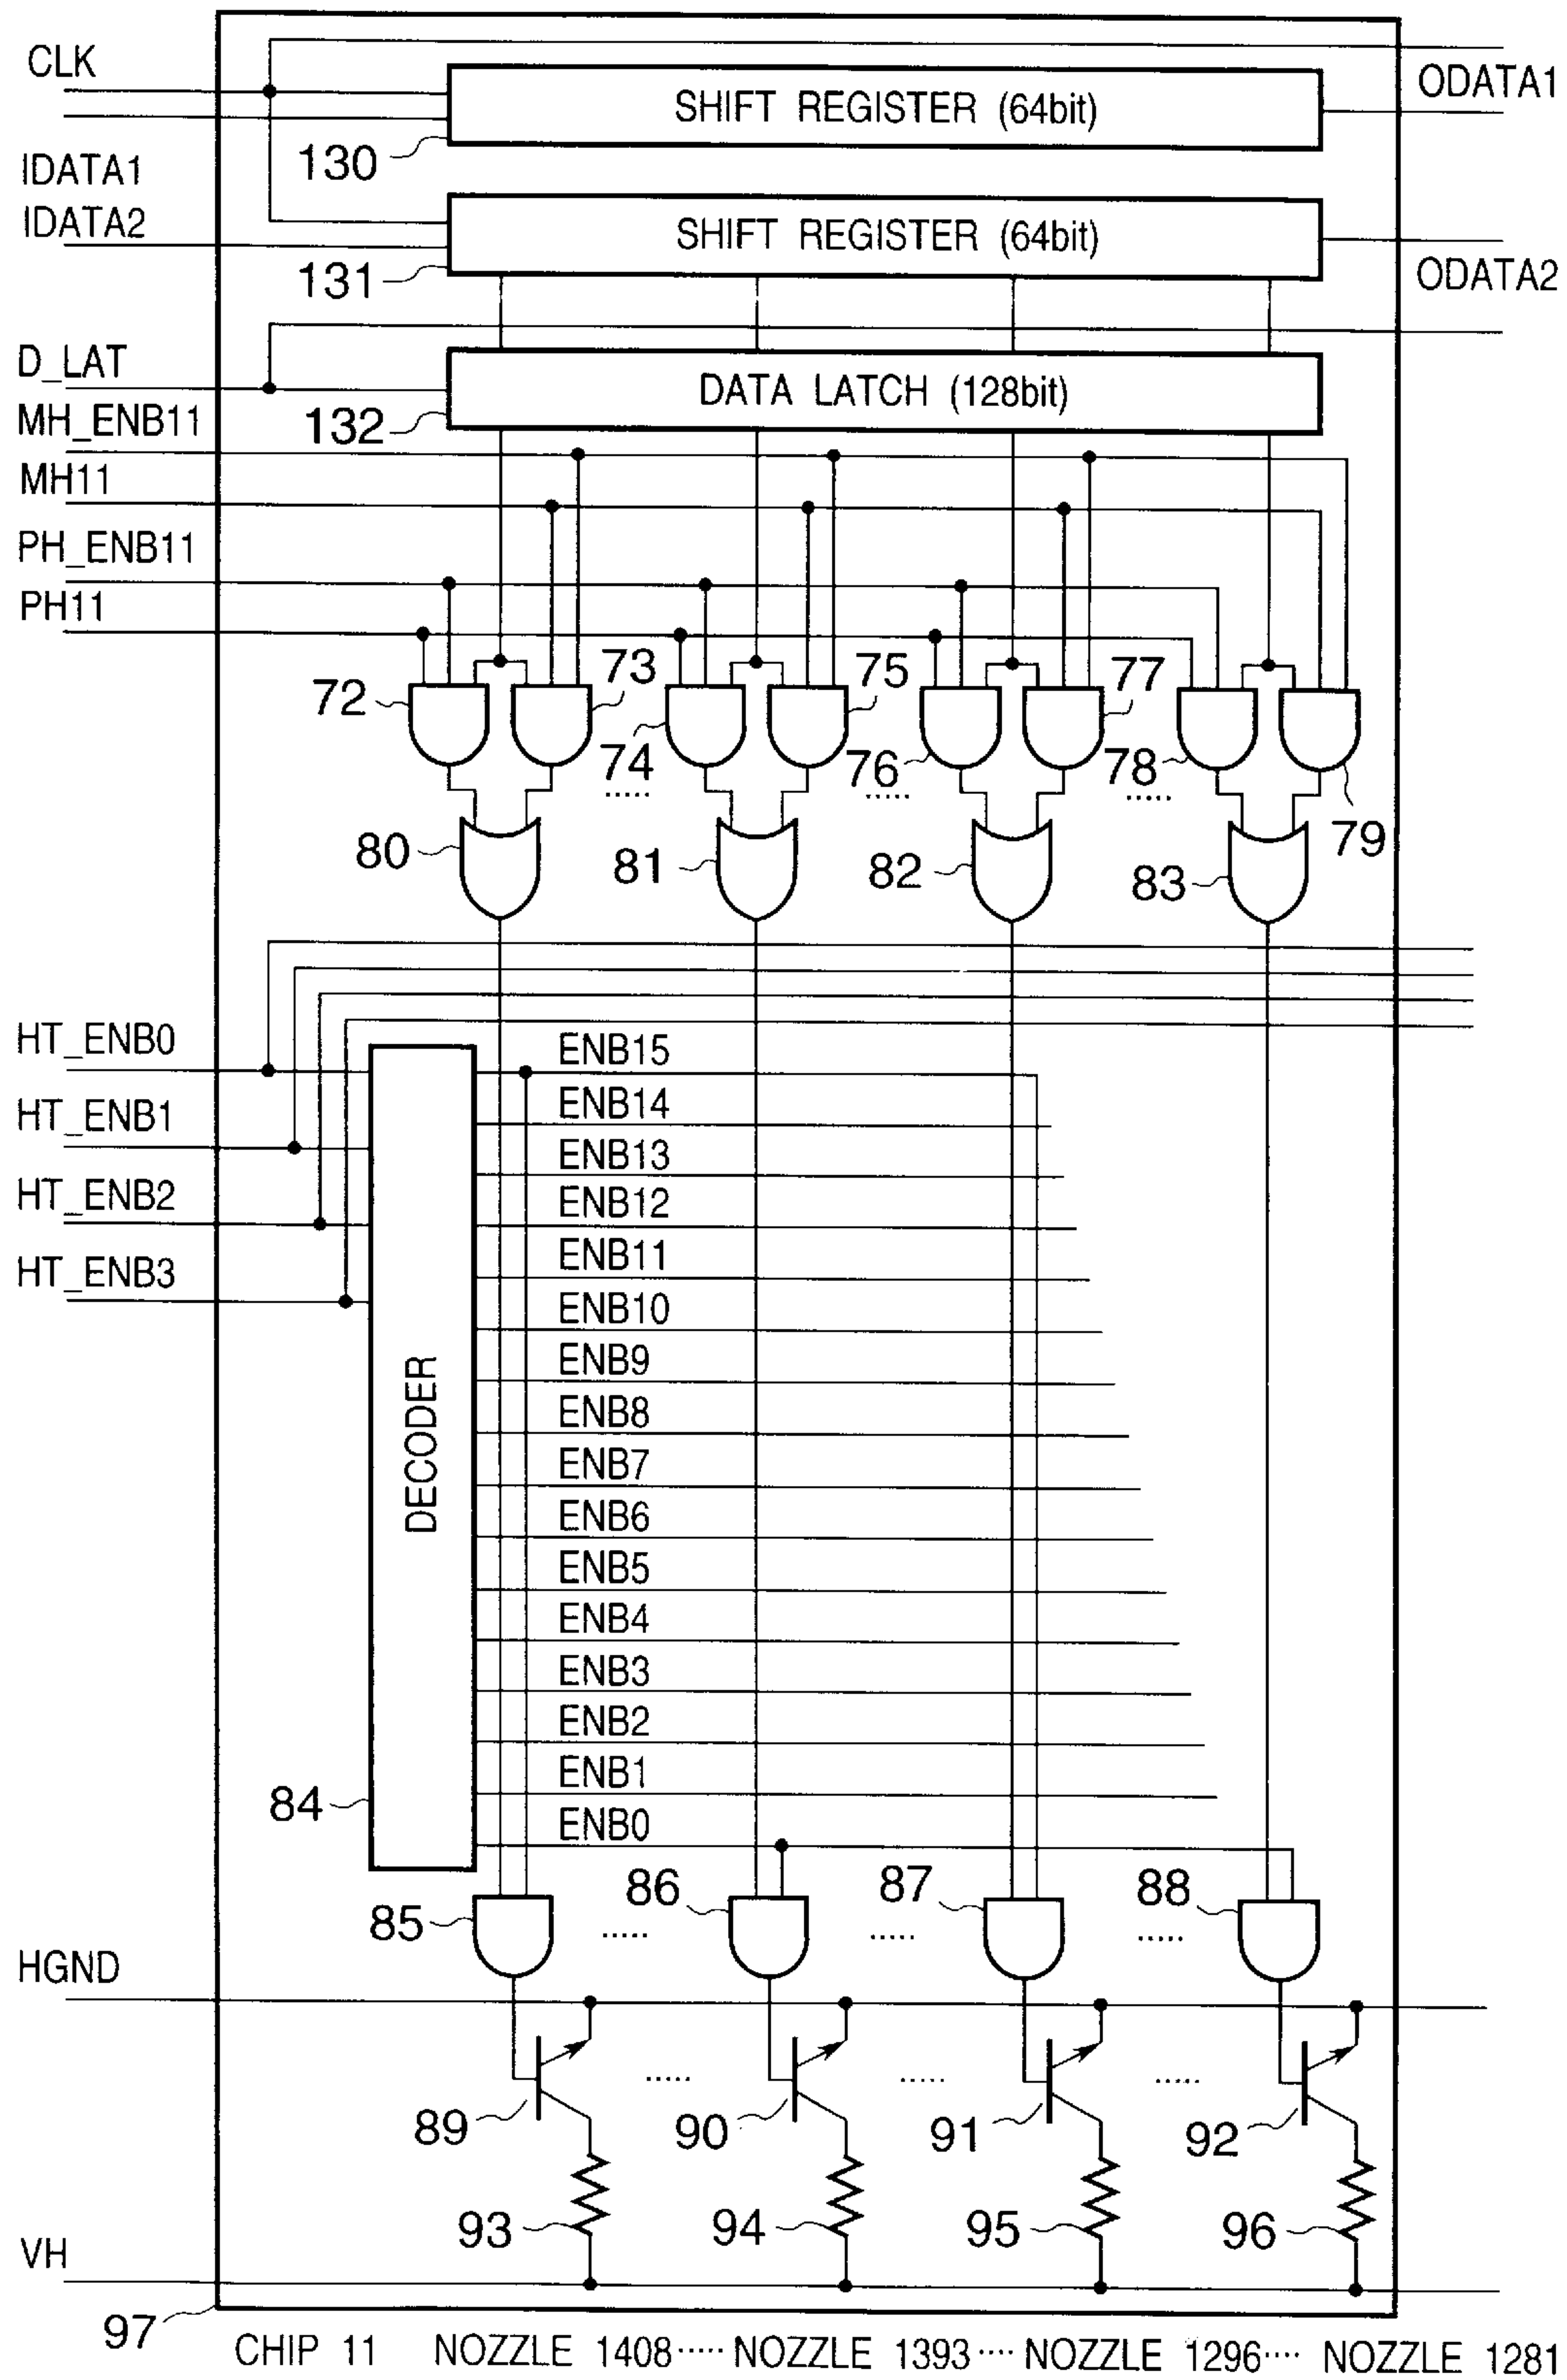 CLK
ODATA1
SHIFT REGISTER (64bit)
130
IDATA1
IDATA2
SHIFT REGISTER (64bit)
131
ODATA2
D_LAT
DATA LATCH (128bit)
132
MH_ENB11
MH11
PH_ENB11
PH11
72
73
74
75
76
77
78
79
.....
.....
.....
80
81
82
83
HT_ENB0
HT_ENB1
HT_ENB2
HT_ENB3
DECODER
84
ENB15
ENB14
ENB13
ENB12
ENB11
ENB10
ENB9
ENB8
ENB7
ENB6
ENB5
ENB4
ENB3
ENB2
ENB1
ENB0
85
.....
86
.....
87
.....
88
HGND
89
.....
90
.....
91
.....
92
93
94
95
96
VH
97
CHIP 11 NOZZLE 1408 ..... NOZZLE 1393 .... NOZZLE 1296 .... NOZZLE 1281